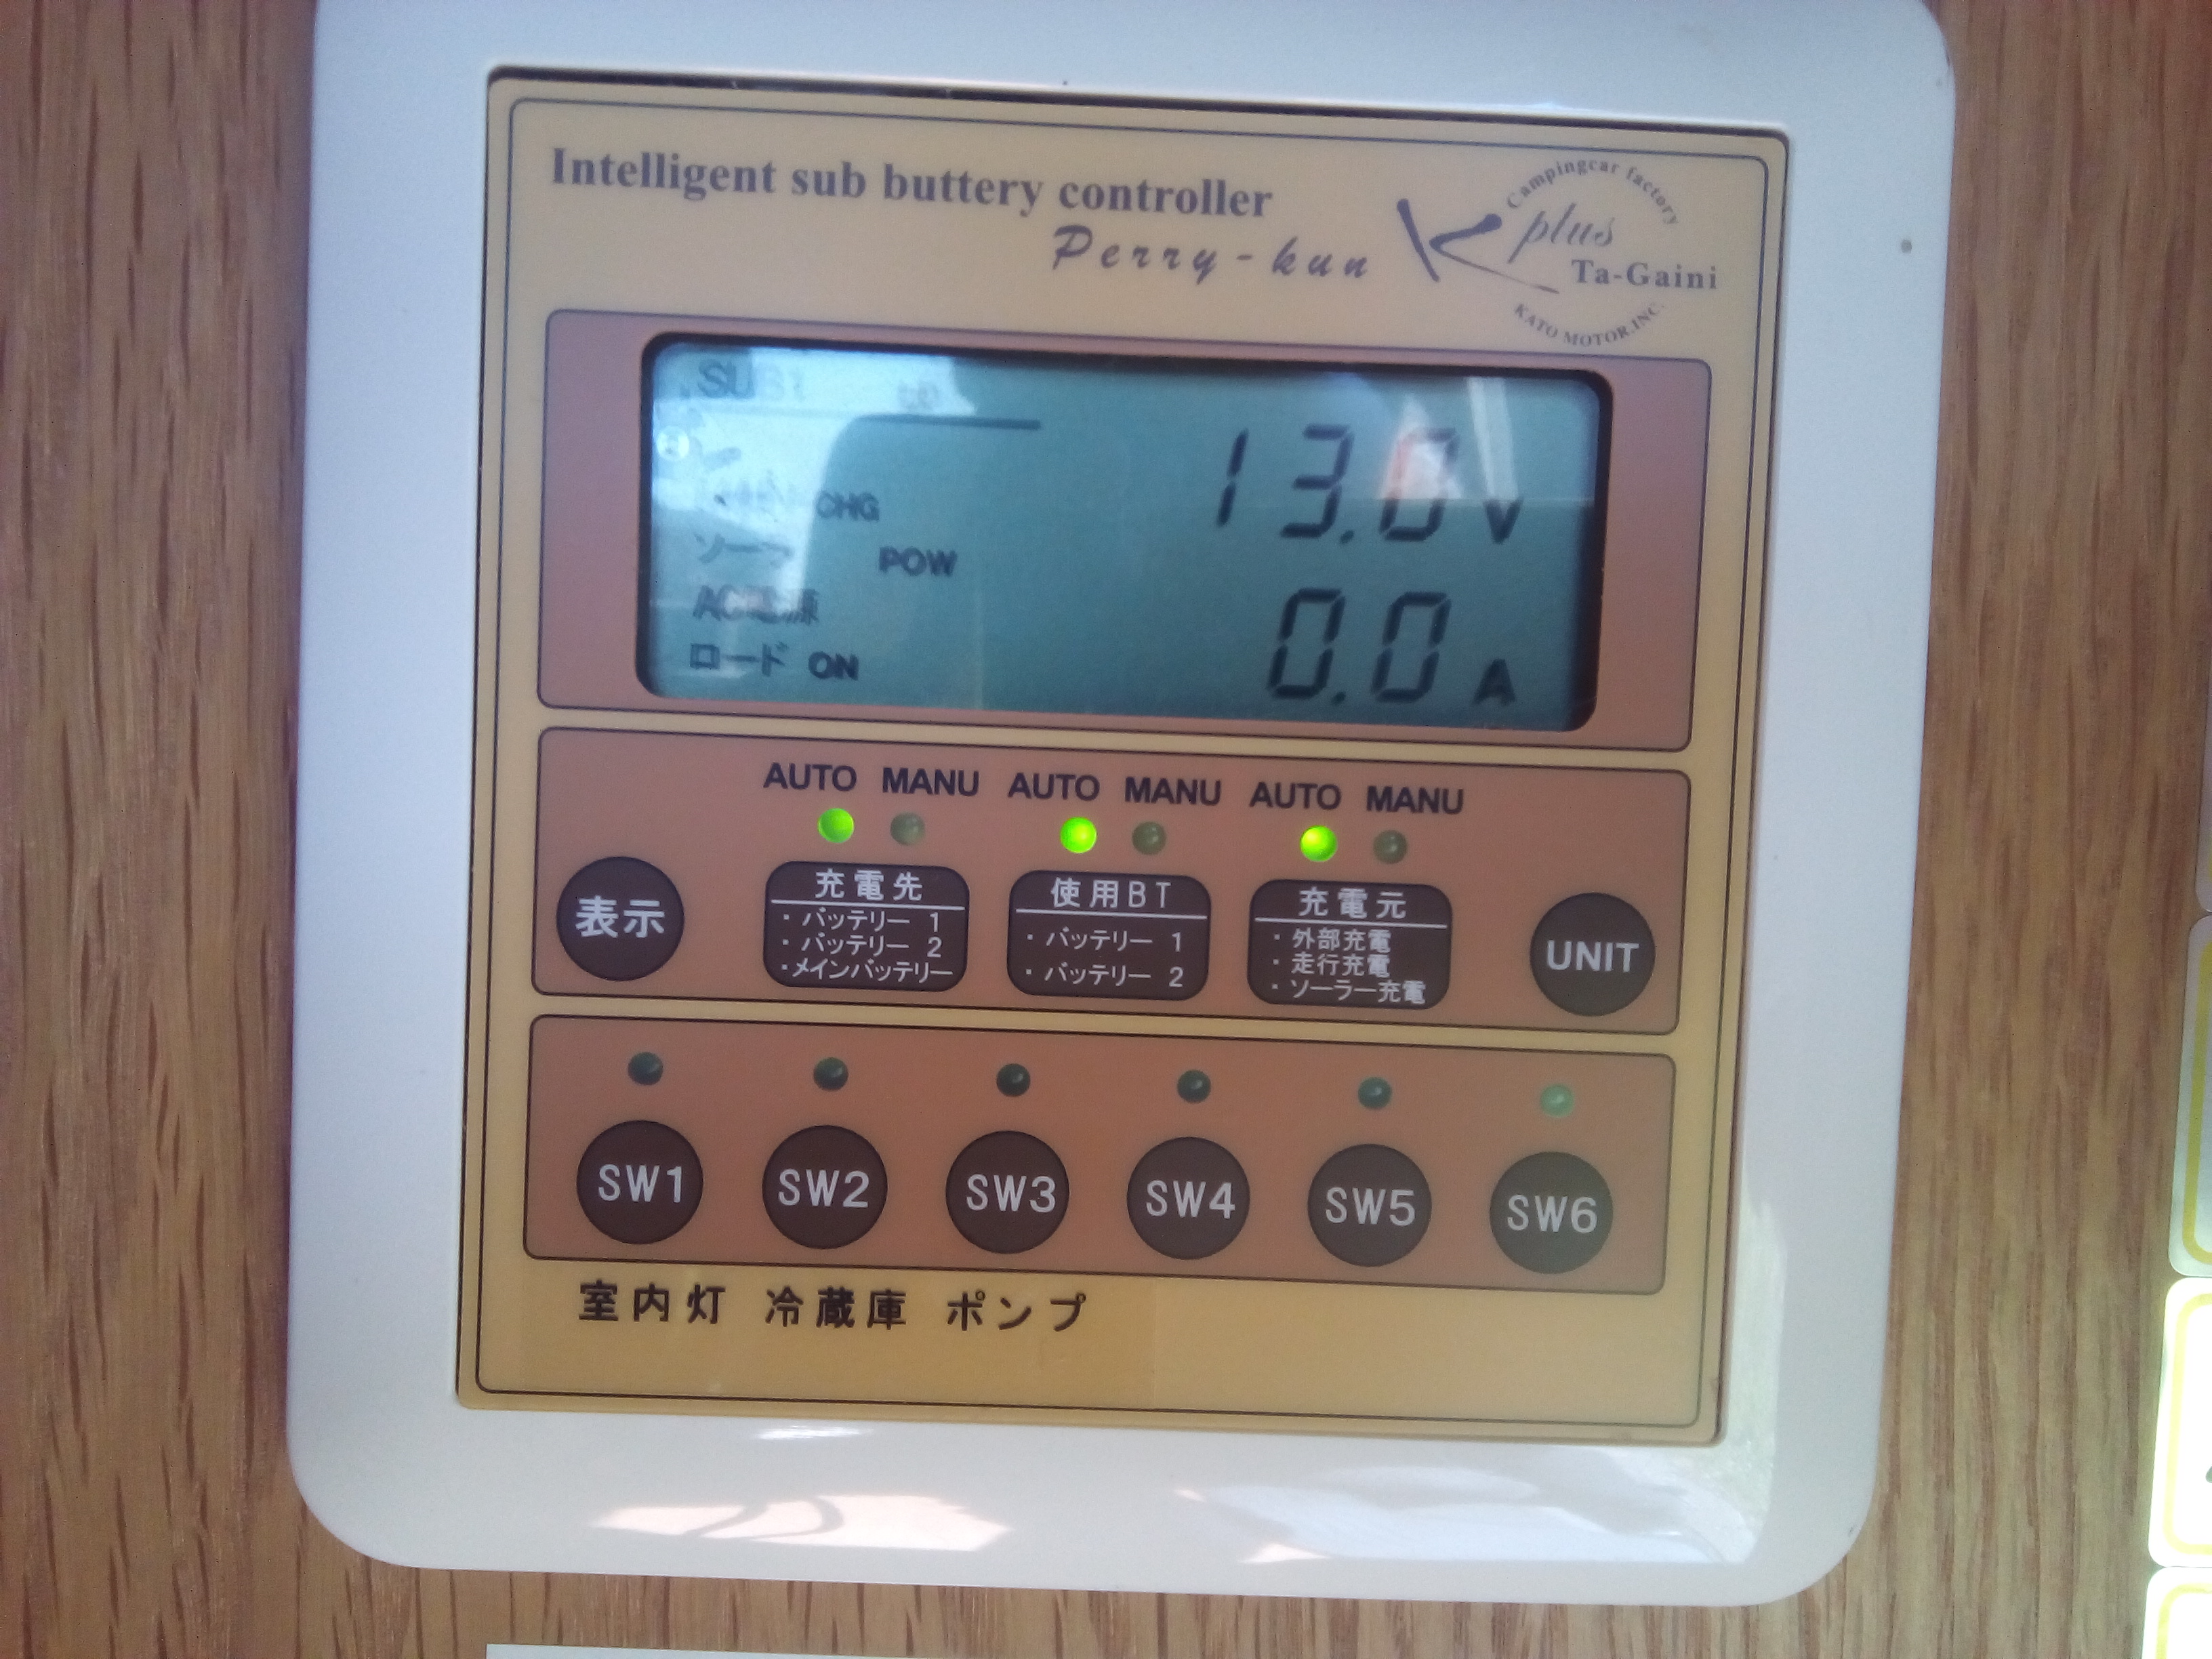 Intelligent sub buttery controller
Perry-kun
Campingcar factory
K plus
Ta-Gaini
KATO MOTOR.INC.
SUB1
13.0 V
CHG
POW
AC電源
ロード ON
0.0 A
AUTO MANU AUTO MANU AUTO MANU
表示
充電先
・バッテリー 1
・バッテリー 2
・メインバッテリー
使用BT
・バッテリー 1
・バッテリー 2
充電元
・外部充電
・走行充電
・ソーラー充電
UNIT
SW1 SW2 SW3 SW4 SW5 SW6
室内灯 冷蔵庫 ポンプ